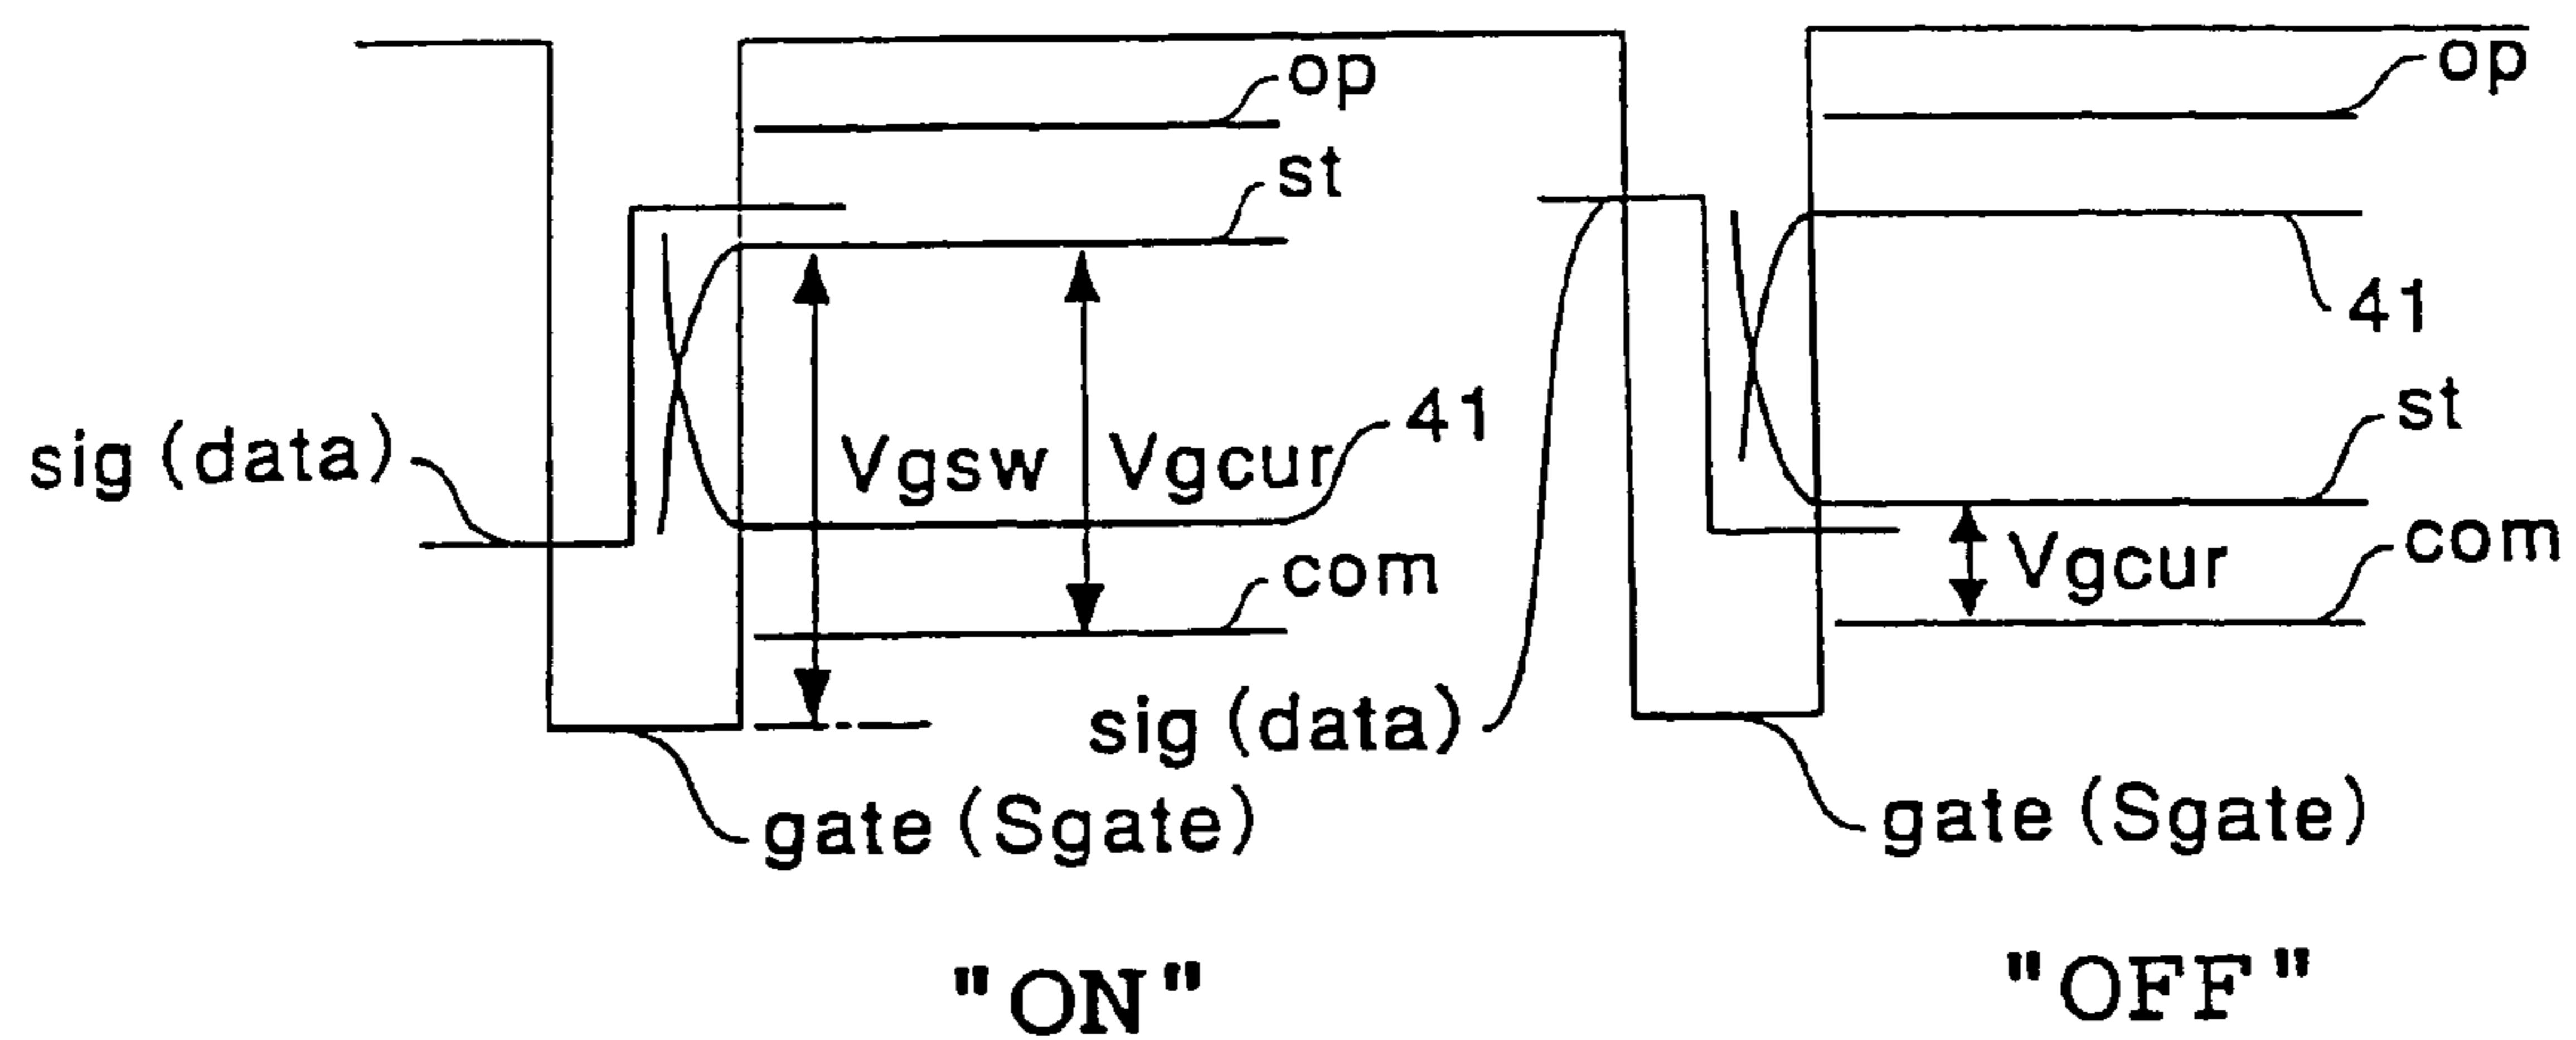 op
op
st
41
sig (data)
Vgsw
Vgcur
41
st
com
com
Vgcur
sig (data)
gate (Sgate)
gate (Sgate)
"ON"
"OFF"